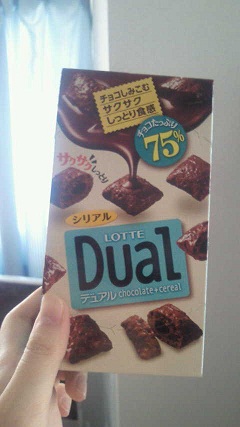 チョコしみこむ
サクサク
しっとり食感
チョコたっぷり
75%
サクサク
しっとり
シリアル
LOTTE
Dual
デュアル chocolate+cereal